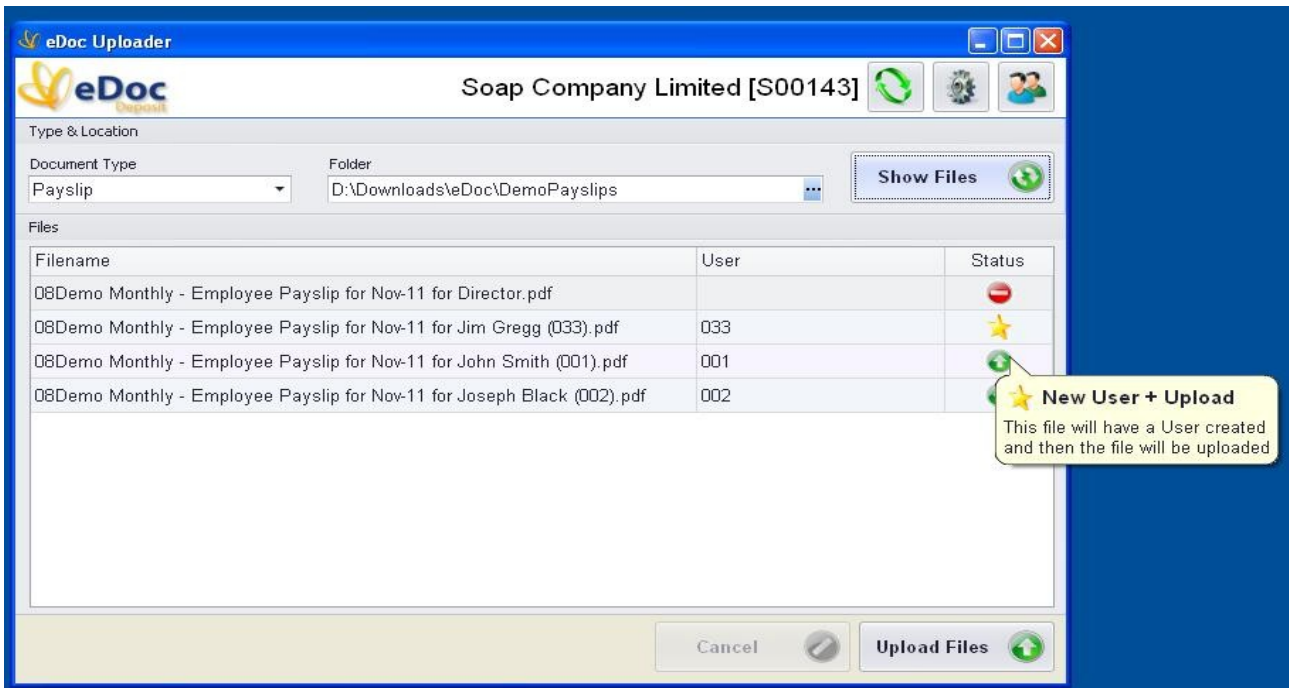 eDoc Uploader
eDoc
Deposit
Soap Company Limited [S00143]
Type & Location
Document Type
Folder
Payslip
D:\Downloads\eDoc\DemoPayslips
...
Show Files
Files
Filename User Status
08Demo Monthly - Employee Payslip for Nov-11 for Director.pdf
08Demo Monthly - Employee Payslip for Nov-11 for Jim Gregg (033).pdf 033
08Demo Monthly - Employee Payslip for Nov-11 for John Smith (001).pdf 001
08Demo Monthly - Employee Payslip for Nov-11 for Joseph Black (002).pdf 002
New User + Upload
This file will have a User created
and then the file will be uploaded
Cancel
Upload Files